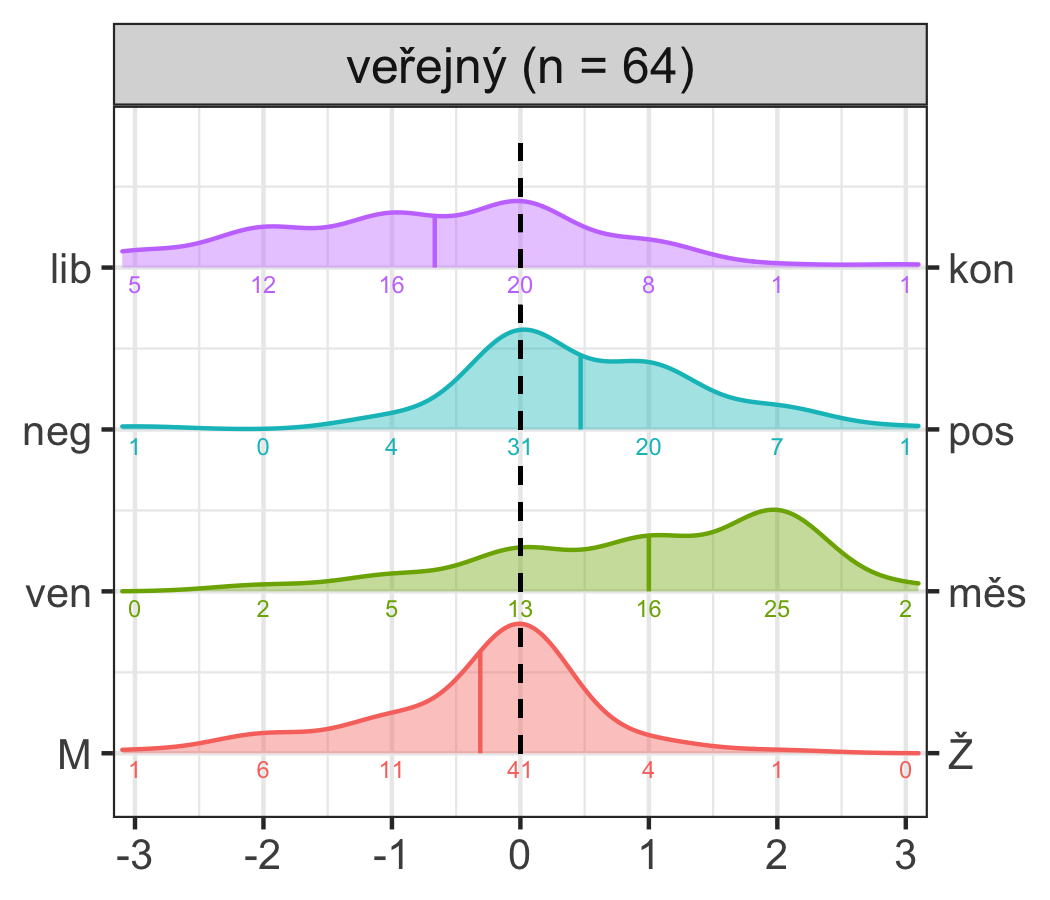 veřejný (n = 64)
lib kon
5 12 16 20 8 1 1
neg pos
1 0 4 31 20 7 1
ven měs
0 2 5 13 16 25 2
M Ž
1 6 11 41 4 1 0
-3 -2 -1 0 1 2 3